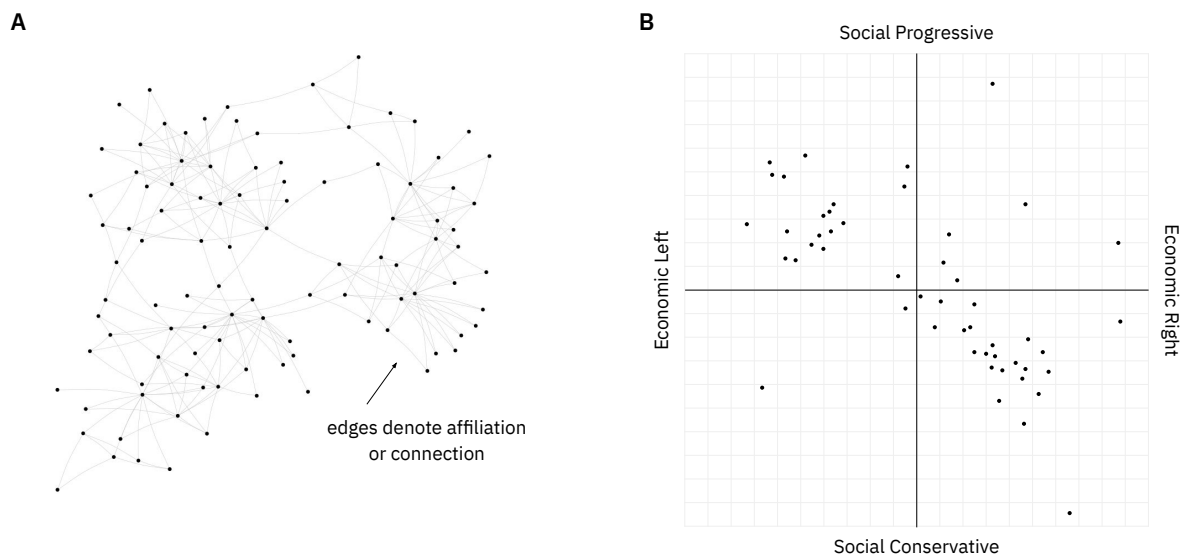 A
B
Social Progressive
Economic Left
Economic Right
edges denote affiliation
or connection
Social Conservative